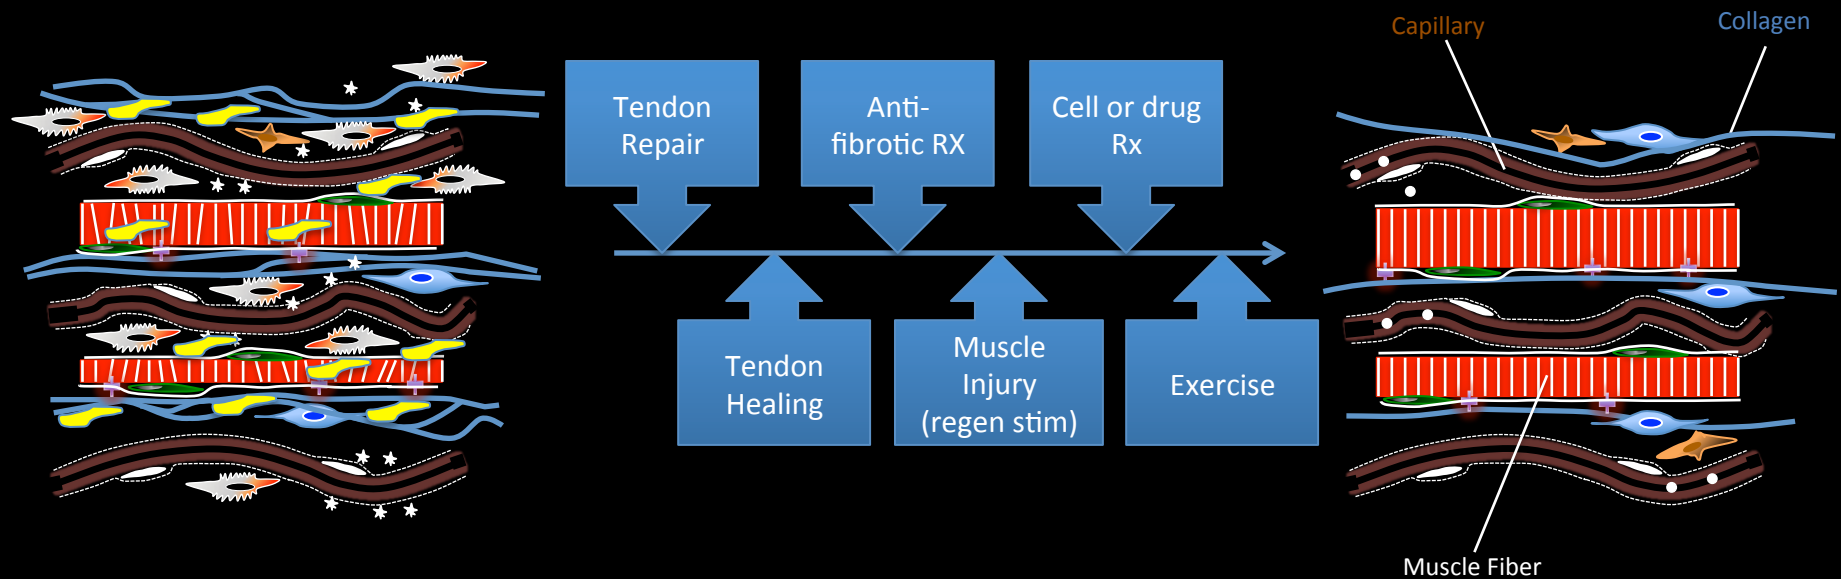 Capillary
Collagen
Tendon
Repair
Anti-
fibrotic RX
Cell or drug
Rx
Tendon
Healing
Muscle
Injury
(regen stim)
Exercise
Muscle Fiber